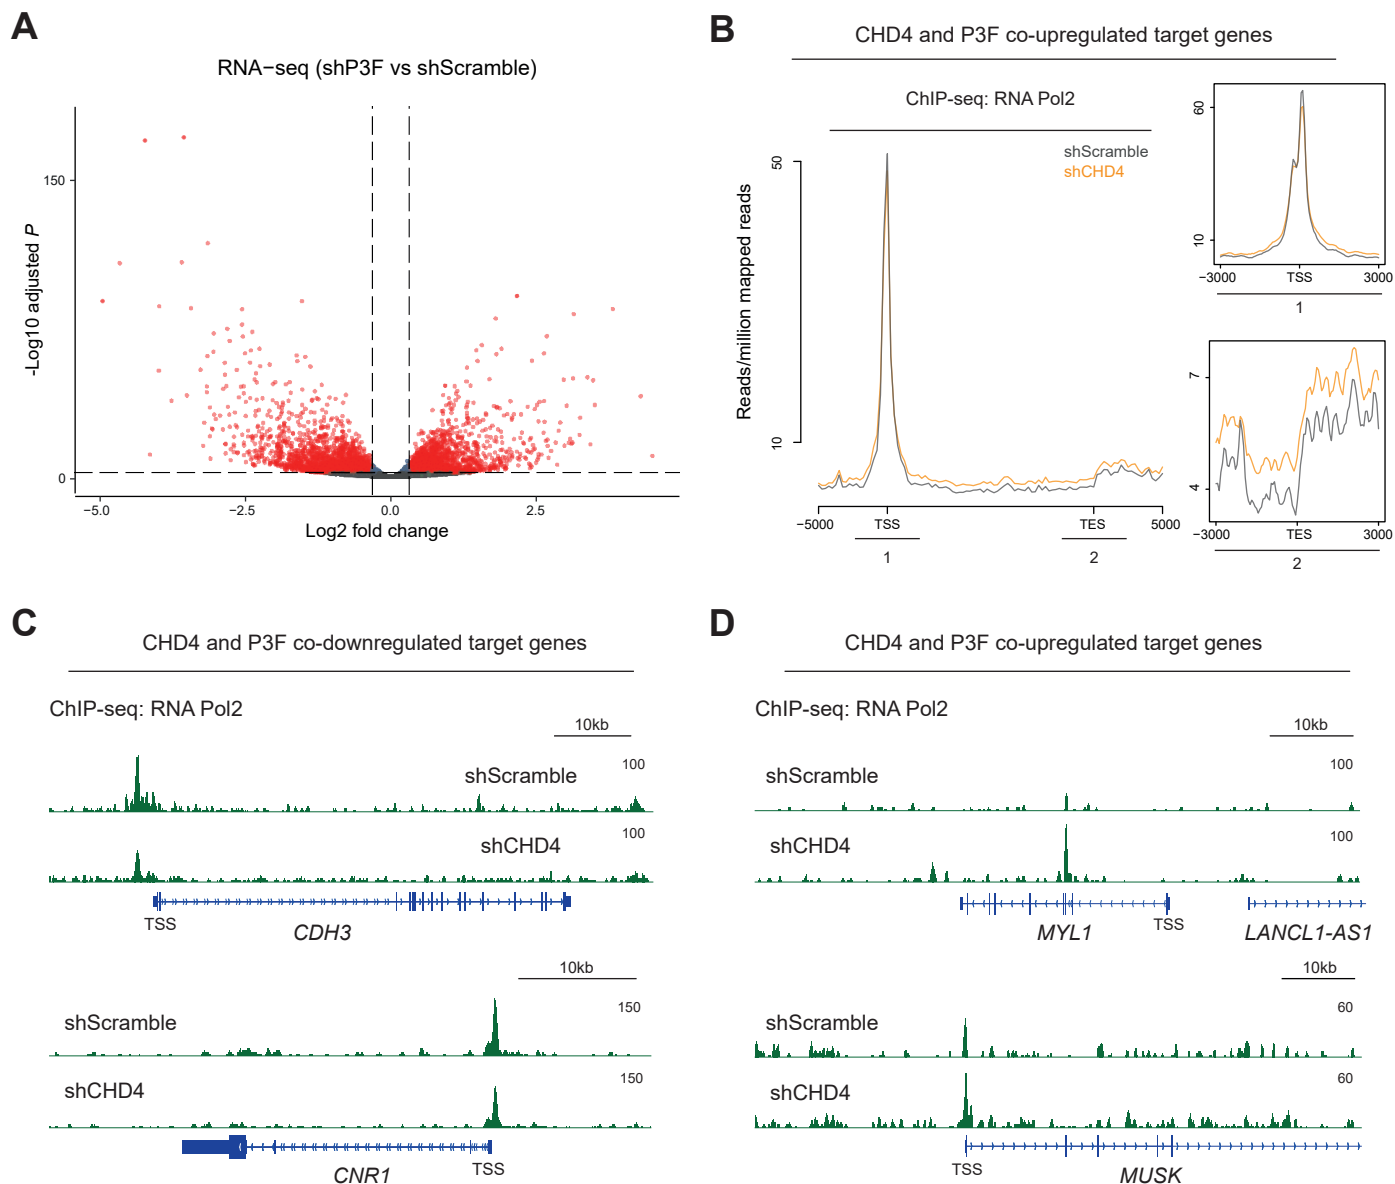 A
RNA−seq (shP3F vs shScramble)
-Log10 adjusted P
150
0
−5.0
−2.5
0.0
2.5
Log2 fold change
B
CHD4 and P3F co-upregulated target genes
ChIP-seq: RNA Pol2
shScramble
shCHD4
Reads/million mapped reads
50
10
−5000
TSS
TES
5000
1
2
60
10
−3000
TSS
3000
1
7
4
−3000
TES
3000
2
C
CHD4 and P3F co-downregulated target genes
ChIP-seq: RNA Pol2
10kb
shScramble
100
shCHD4
100
TSS
CDH3
10kb
shScramble
150
shCHD4
150
CNR1
TSS
D
CHD4 and P3F co-upregulated target genes
ChIP-seq: RNA Pol2
10kb
shScramble
100
shCHD4
100
MYL1
TSS
LANCL1-AS1
10kb
shScramble
60
shCHD4
60
TSS
MUSK